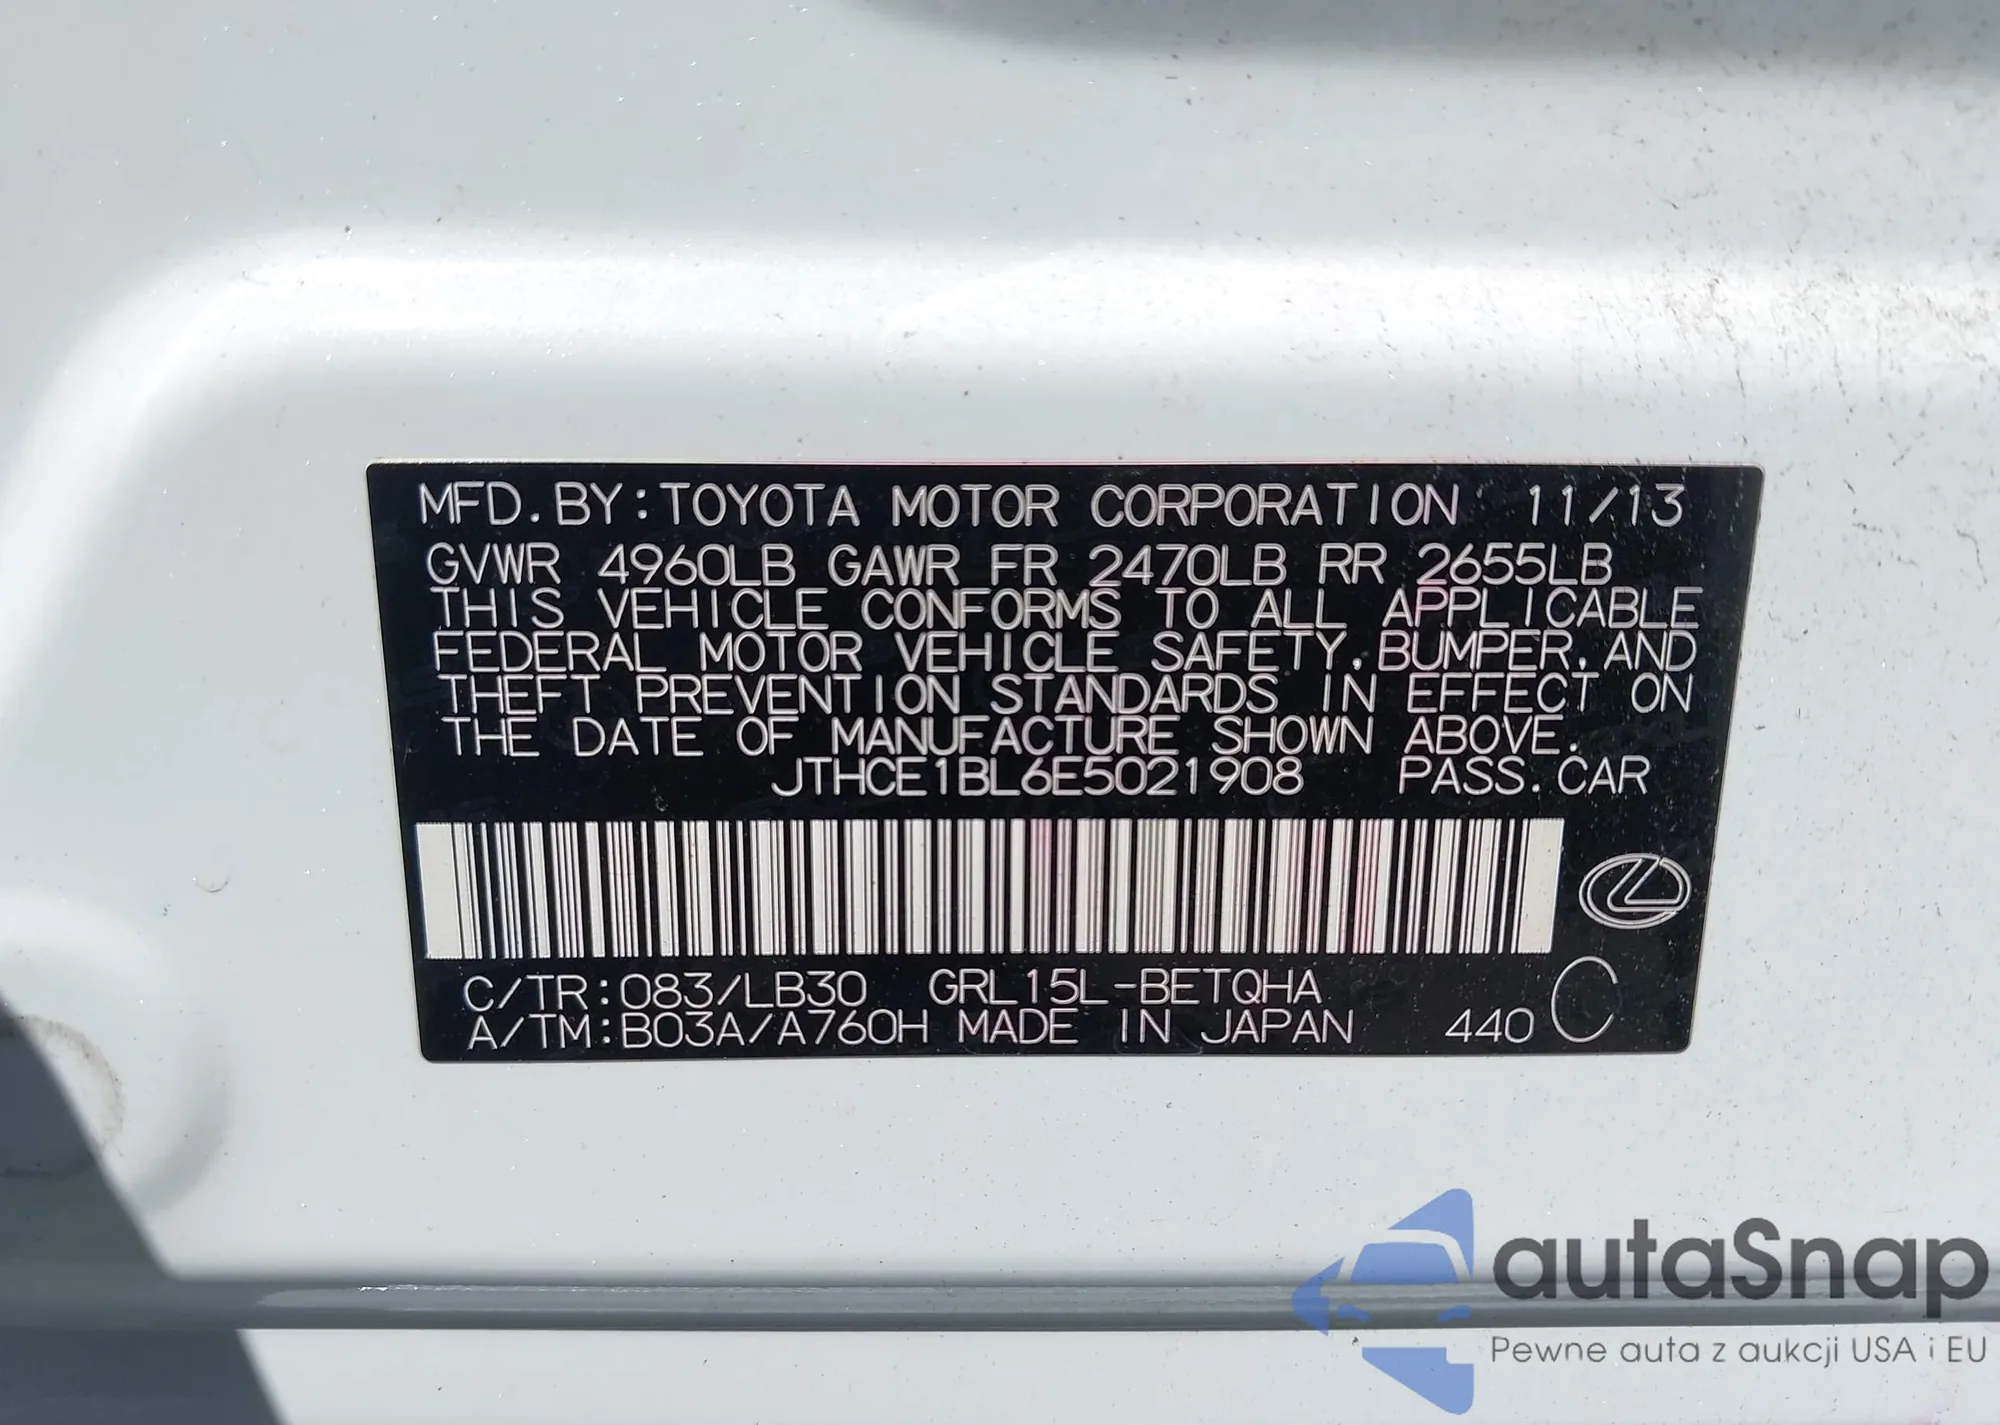 MFD. BY: TOYOTA MOTOR CORPORATION 11/13
GVWR 4960LB GAWR FR 2470LB RR 2655LB
THIS VEHICLE CONFORMS TO ALL APPLICABLE
FEDERAL MOTOR VEHICLE SAFETY, BUMPER, AND
THEFT PREVENTION STANDARDS IN EFFECT ON
THE DATE OF MANUFACTURE SHOWN ABOVE.
JTHCE1BL6E5021908 PASS. CAR
C/TR: 083/LB30 GRL15L-BETQHA
A/TM: B03A/A760H MADE IN JAPAN 440 C
autaSnap
Pewne auta z aukcji USA i EU